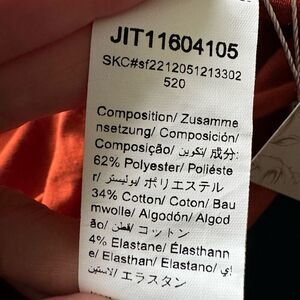 JIT11604105
SKC#sf2212051213302
520
Composition/ Zusamme
nsetzung/ Composición/
Composição/ تكوين/ 成分:
62% Polyester/ Poliéste
r/ بوليستر/ ポリエステル
34% Cotton/ Coton/ Bau
mwolle/ Algodón/ Algod
ão/ قطن/ コットン
4% Elastane/ Élasthann
e/ Elasthan/ Elastano/ إي
لاستين/ エラスタン